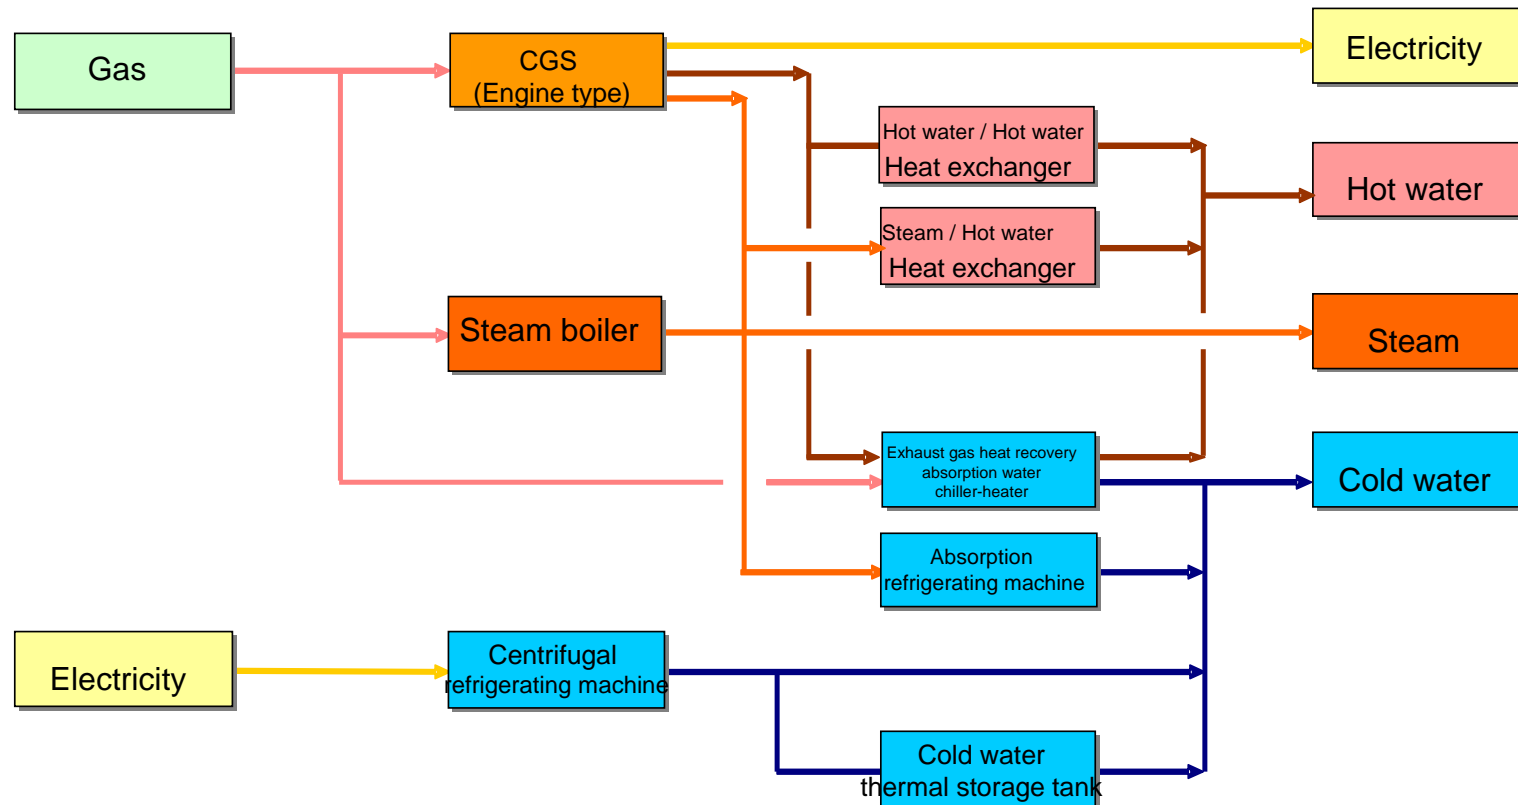 Gas
CGS
(Engine type)
Electricity
Hot water / Hot water
Heat exchanger
Hot water
Steam / Hot water
Heat exchanger
Steam boiler
Steam
Exhaust gas heat recovery
absorption water
chiller-heater
Cold water
Absorption
refrigerating machine
Electricity
Centrifugal
refrigerating machine
Cold water
thermal storage tank